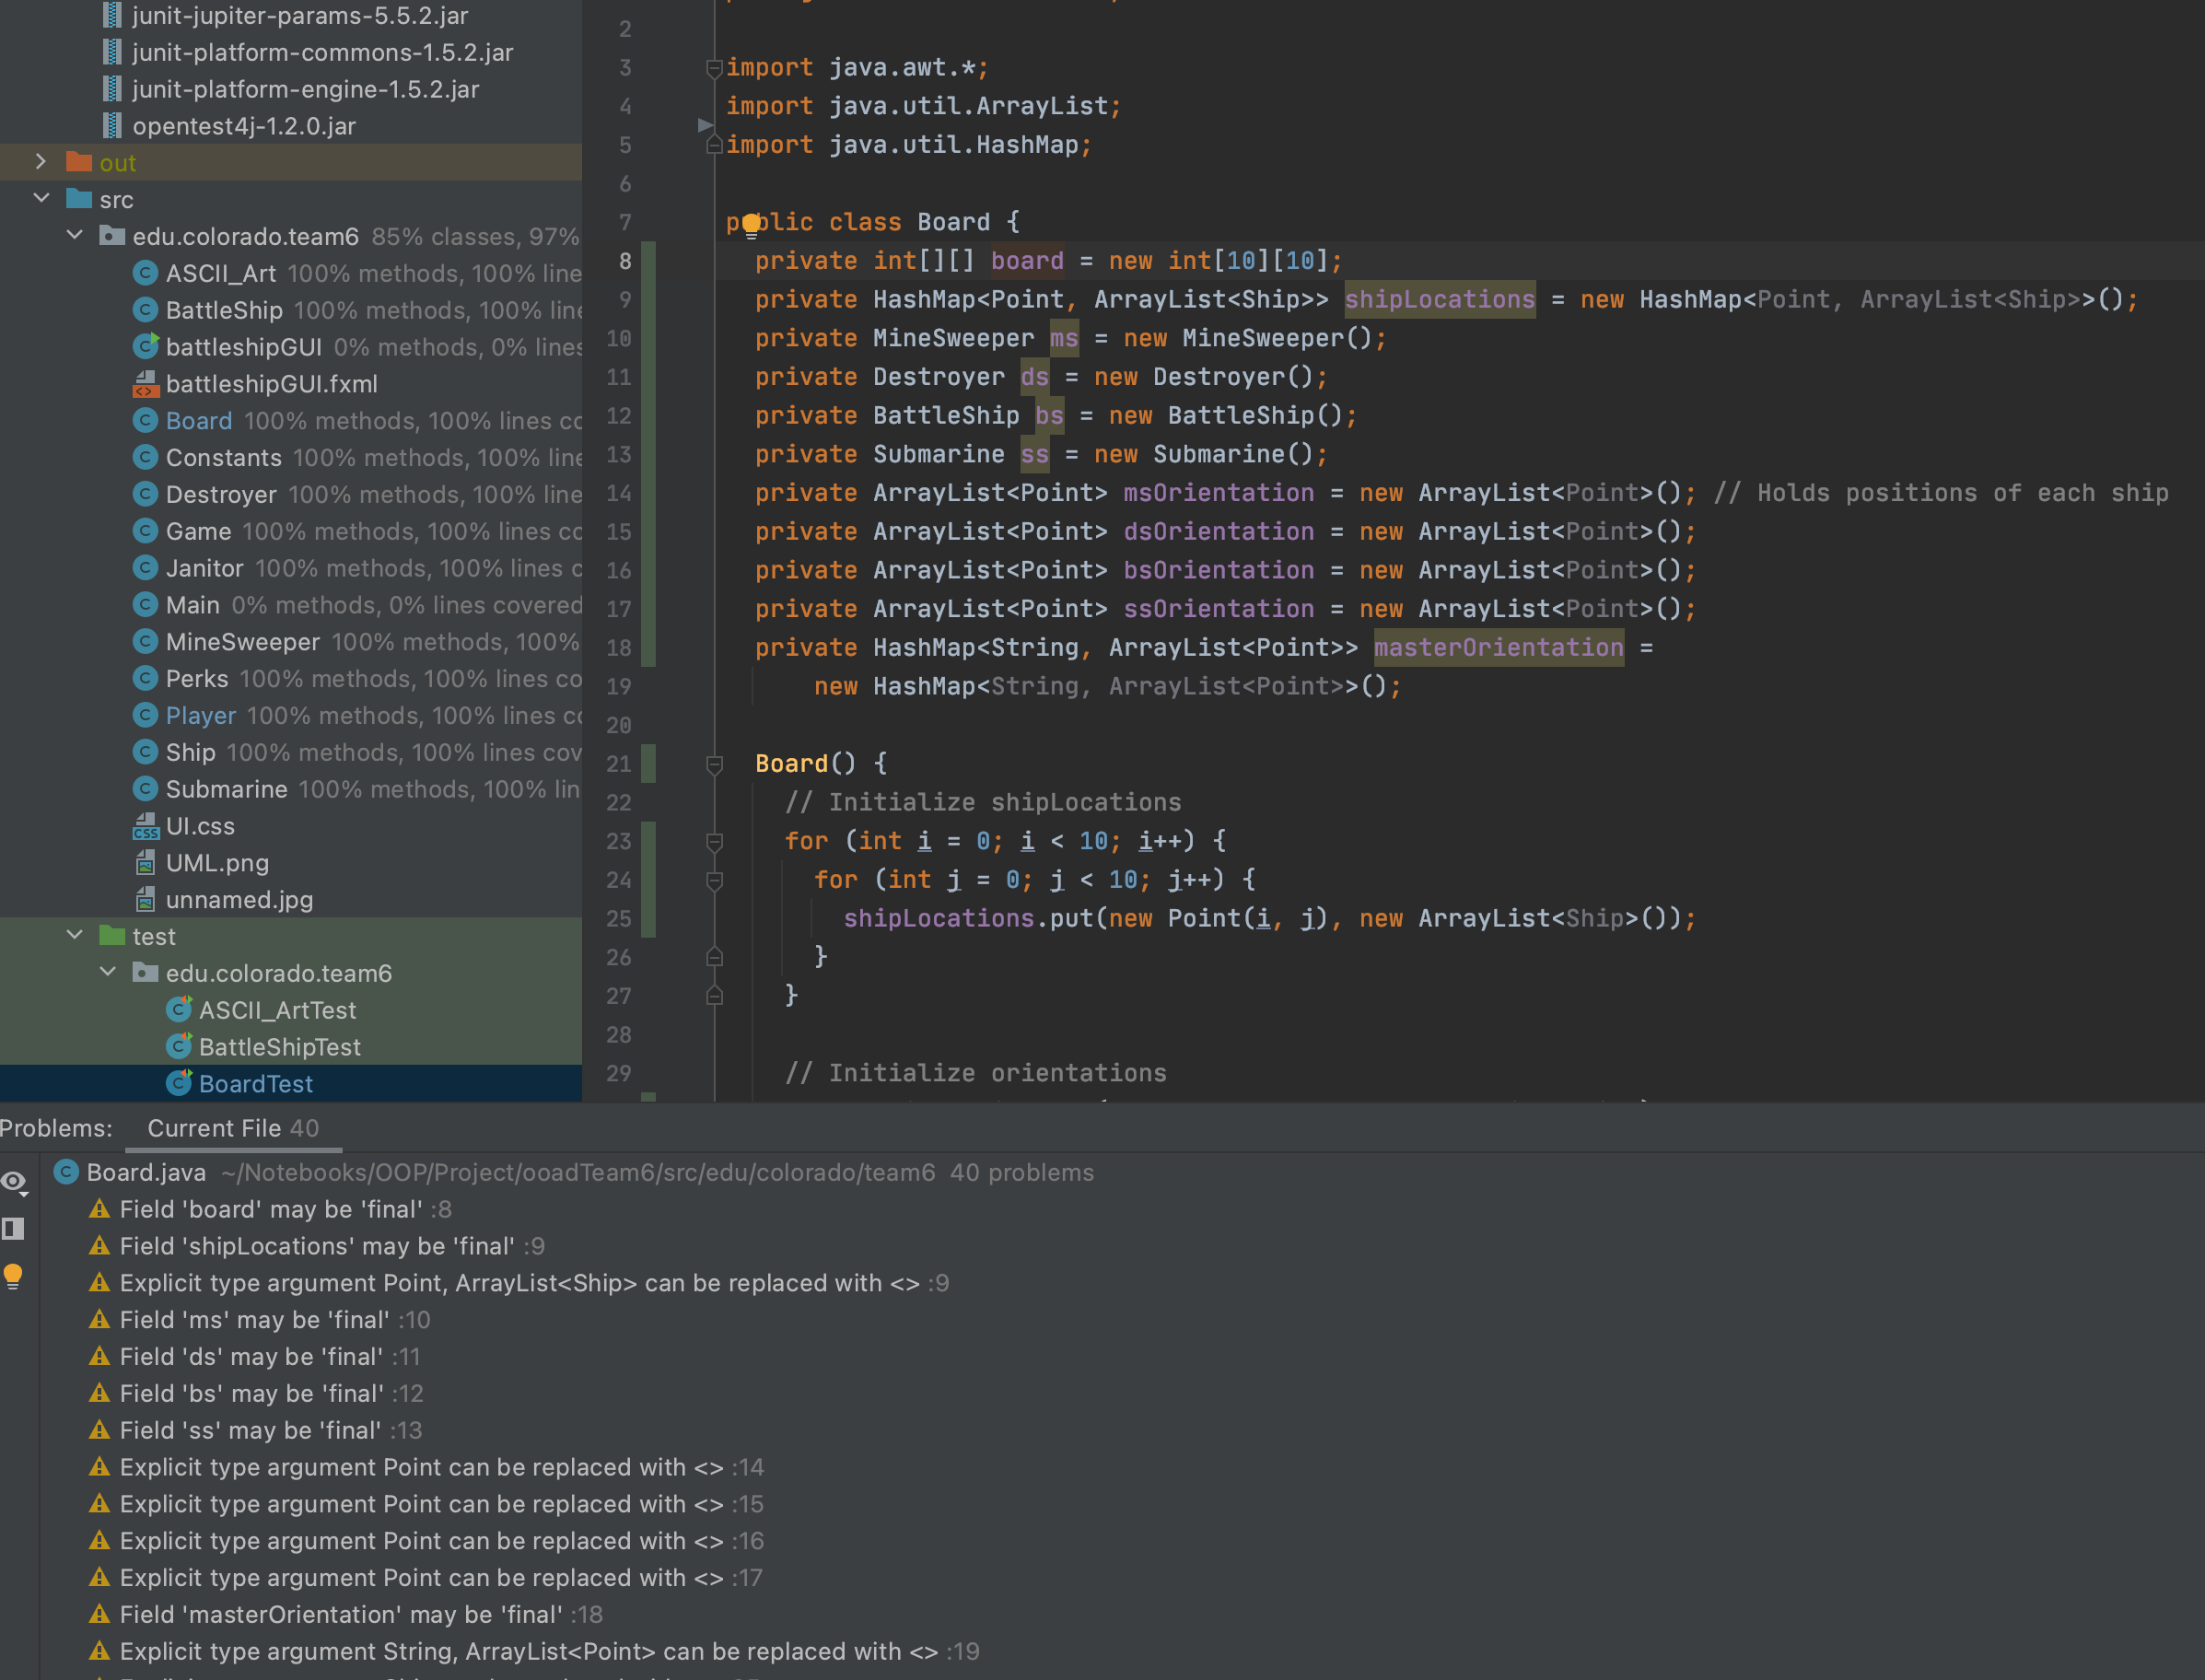 junit-jupiter-params-5.5.2.jar
junit-platform-commons-1.5.2.jar
junit-platform-engine-1.5.2.jar
opentest4j-1.2.0.jar
out
src
edu.colorado.team6 85% classes, 97%
ASCII_Art 100% methods, 100% line
BattleShip 100% methods, 100% line
battleshipGUI 0% methods, 0% lines
battleshipGUI.fxml
Board 100% methods, 100% lines co
Constants 100% methods, 100% line
Destroyer 100% methods, 100% line
Game 100% methods, 100% lines co
Janitor 100% methods, 100% lines c
Main 0% methods, 0% lines covered
MineSweeper 100% methods, 100%
Perks 100% methods, 100% lines co
Player 100% methods, 100% lines co
Ship 100% methods, 100% lines cov
Submarine 100% methods, 100% lin
UI.css
UML.png
unnamed.jpg
test
edu.colorado.team6
ASCII_ArtTest
BattleShipTest
BoardTest
2
3 import java.awt.*;
4 import java.util.ArrayList;
5 import java.util.HashMap;
6
7 public class Board {
8 private int[][] board = new int[10][10];
9 private HashMap<Point, ArrayList<Ship>> shipLocations = new HashMap<Point, ArrayList<Ship>>();
10 private MineSweeper ms = new MineSweeper();
11 private Destroyer ds = new Destroyer();
12 private BattleShip bs = new BattleShip();
13 private Submarine ss = new Submarine();
14 private ArrayList<Point> msOrientation = new ArrayList<Point>(); // Holds positions of each ship
15 private ArrayList<Point> dsOrientation = new ArrayList<Point>();
16 private ArrayList<Point> bsOrientation = new ArrayList<Point>();
17 private ArrayList<Point> ssOrientation = new ArrayList<Point>();
18 private HashMap<String, ArrayList<Point>> masterOrientation =
19 new HashMap<String, ArrayList<Point>>();
20
21 Board() {
22 // Initialize shipLocations
23 for (int i = 0; i < 10; i++) {
24 for (int j = 0; j < 10; j++) {
25 shipLocations.put(new Point(i, j), new ArrayList<Ship>());
26 }
27 }
28
29 // Initialize orientations
Problems: Current File 40
Board.java ~/Notebooks/OOP/Project/ooadTeam6/src/edu/colorado/team6 40 problems
Field 'board' may be 'final' :8
Field 'shipLocations' may be 'final' :9
Explicit type argument Point, ArrayList<Ship> can be replaced with <> :9
Field 'ms' may be 'final' :10
Field 'ds' may be 'final' :11
Field 'bs' may be 'final' :12
Field 'ss' may be 'final' :13
Explicit type argument Point can be replaced with <> :14
Explicit type argument Point can be replaced with <> :15
Explicit type argument Point can be replaced with <> :16
Explicit type argument Point can be replaced with <> :17
Field 'masterOrientation' may be 'final' :18
Explicit type argument String, ArrayList<Point> can be replaced with <> :19